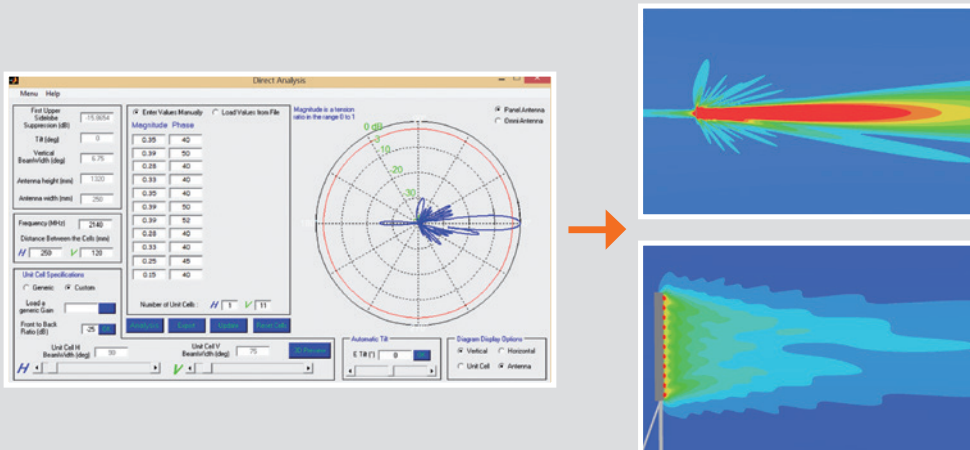 Direct Analysis
Menu Help
First Upper
Sidelobe
Suppression (dB)
-15.8654
Tilt (deg)
0
Vertical
BeamWidth (deg)
6.75
Antenna height (mm)
1320
Antenna width (mm)
250
Frequency (MHz)
2140
Distance Between the Cells (mm)
H 250 V 120
Unit Cell Specifications
Generic Custom
Load a
generic Gain
Front to Back
Ratio (dB)
-25
Enter Values Manually Load Values from File
Magnitude Phase
0.35 40
0.39 50
0.28 40
0.33 40
0.35 40
0.39 50
0.39 52
0.28 40
0.33 40
0.25 45
0.15 40
Number of Unit Cells : H 1 V 11
Analysis Export Update Reset Cells
Magnitude is a tension
ratio in the range 0 to 1
Panel Antenna
Omni Antenna
0 dB
-3
-10
-20
-30
Unit Cell H
BeamWidth (deg)
Unit Cell V
BeamWidth (deg)
75
H
V
Automatic Tilt
E Tilt (°) 0
Diagram Display Options
Vertical Horizontal
Unit Cell Antenna